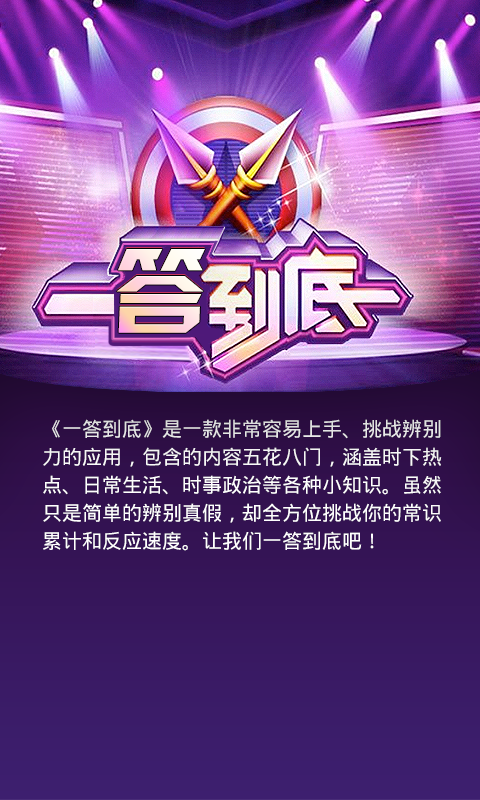 一答到底
《一答到底》是一款非常容易上手、挑战辨别
力的应用，包含的内容五花八门，涵盖时下热
点、日常生活、时事政治等各种小知识。虽然
只是简单的辨别真假，却全方位挑战你的常识
累计和反应速度。让我们一答到底吧！